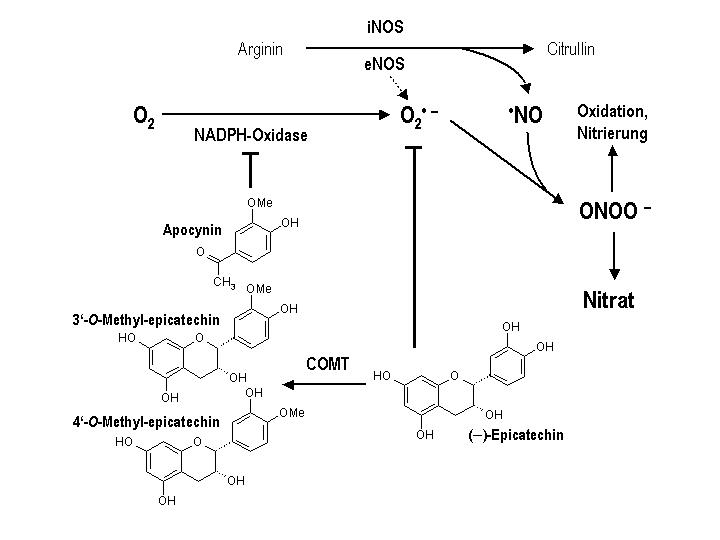 iNOS
Arginin
Citrullin
eNOS
O2
NADPH-Oxidase
O2•–
•NO
Oxidation,
Nitrierung
ONOO –
Nitrat
Apocynin
OMe
OH
O
CH3
3‘-O-Methyl-epicatechin
OMe
OH
HO
O
OH
OH
COMT
4‘-O-Methyl-epicatechin
OH
OMe
HO
O
OH
OH
OH
OH
HO
O
OH
OH
(–)-Epicatechin